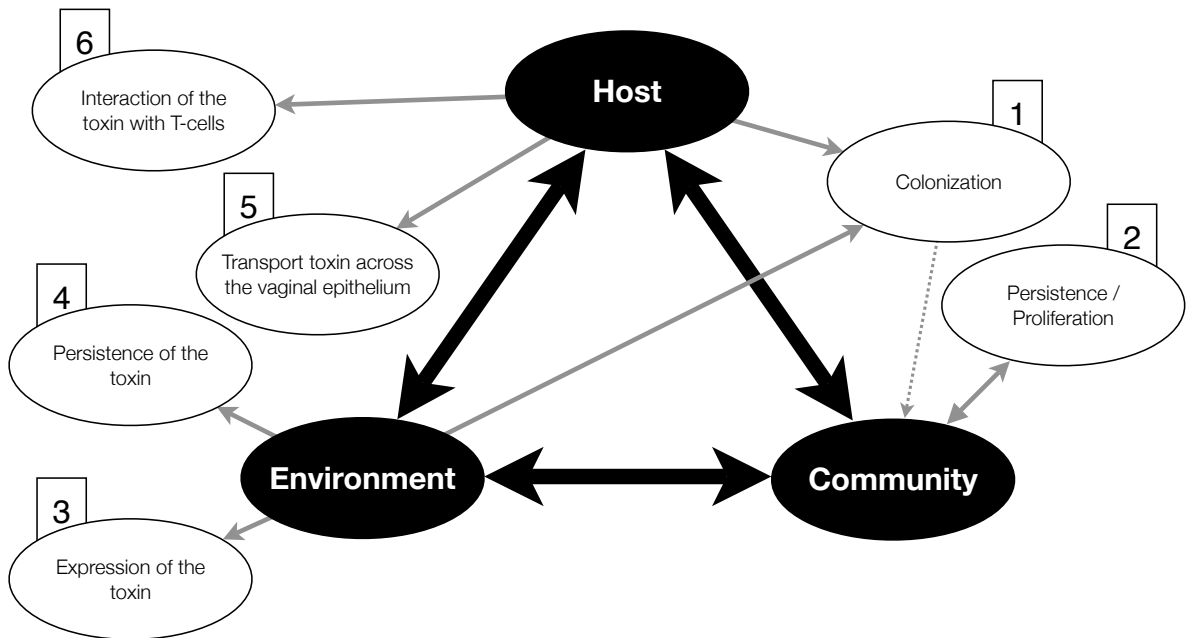 6
Interaction of the
toxin with T-cells
Host
1
Colonization
5
Transport toxin across
the vaginal epithelium
2
Persistence /
Proliferation
4
Persistence of the
toxin
Environment
Community
3
Expression of the
toxin